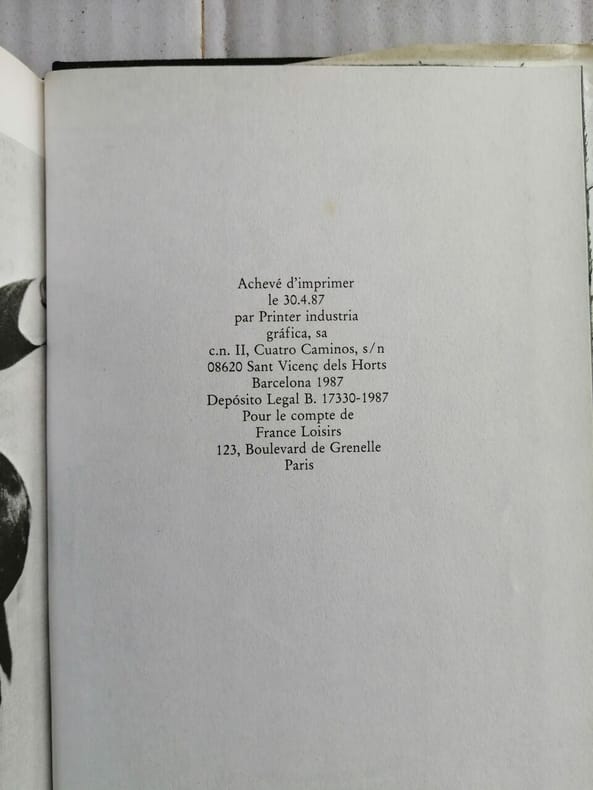 Achevé d'imprimer
le 30.4.87
par Printer industria
gráfica, sa
c.n. II, Cuatro Caminos, s/n
08620 Sant Vicenç dels Horts
Barcelona 1987
Depósito Legal B. 17330-1987
Pour le compte de
France Loisirs
123, Boulevard de Grenelle
Paris